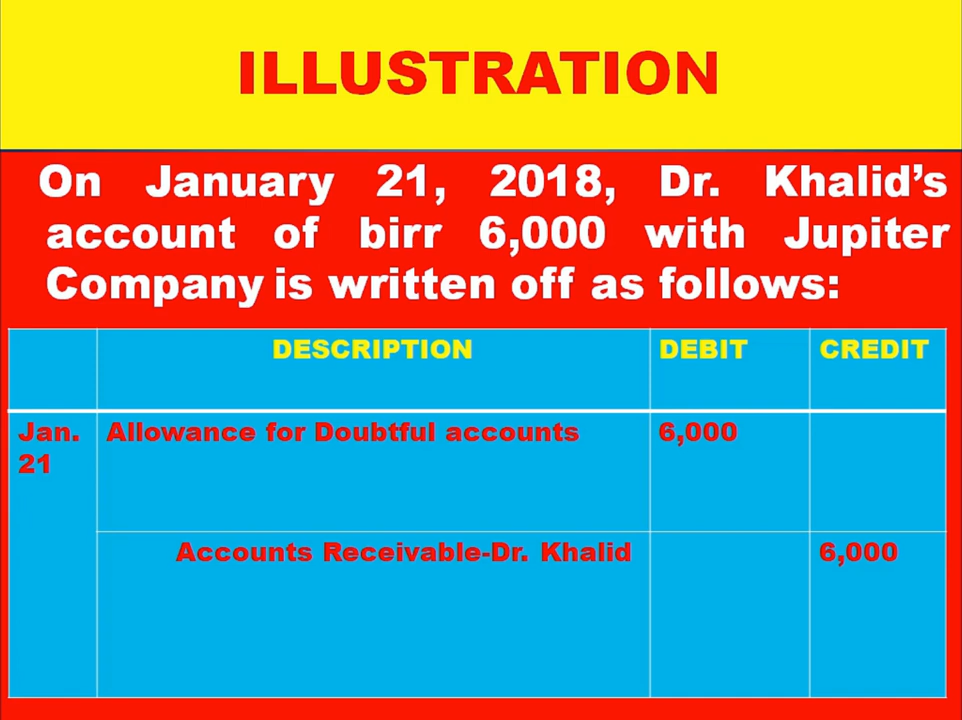 ILLUSTRATION
On January 21, 2018, Dr. Khalid’s
account of birr 6,000 with Jupiter
Company is written off as follows:
DESCRIPTION DEBIT CREDIT
Jan. Allowance for Doubtful accounts 6,000
21
Accounts Receivable-Dr. Khalid 6,000